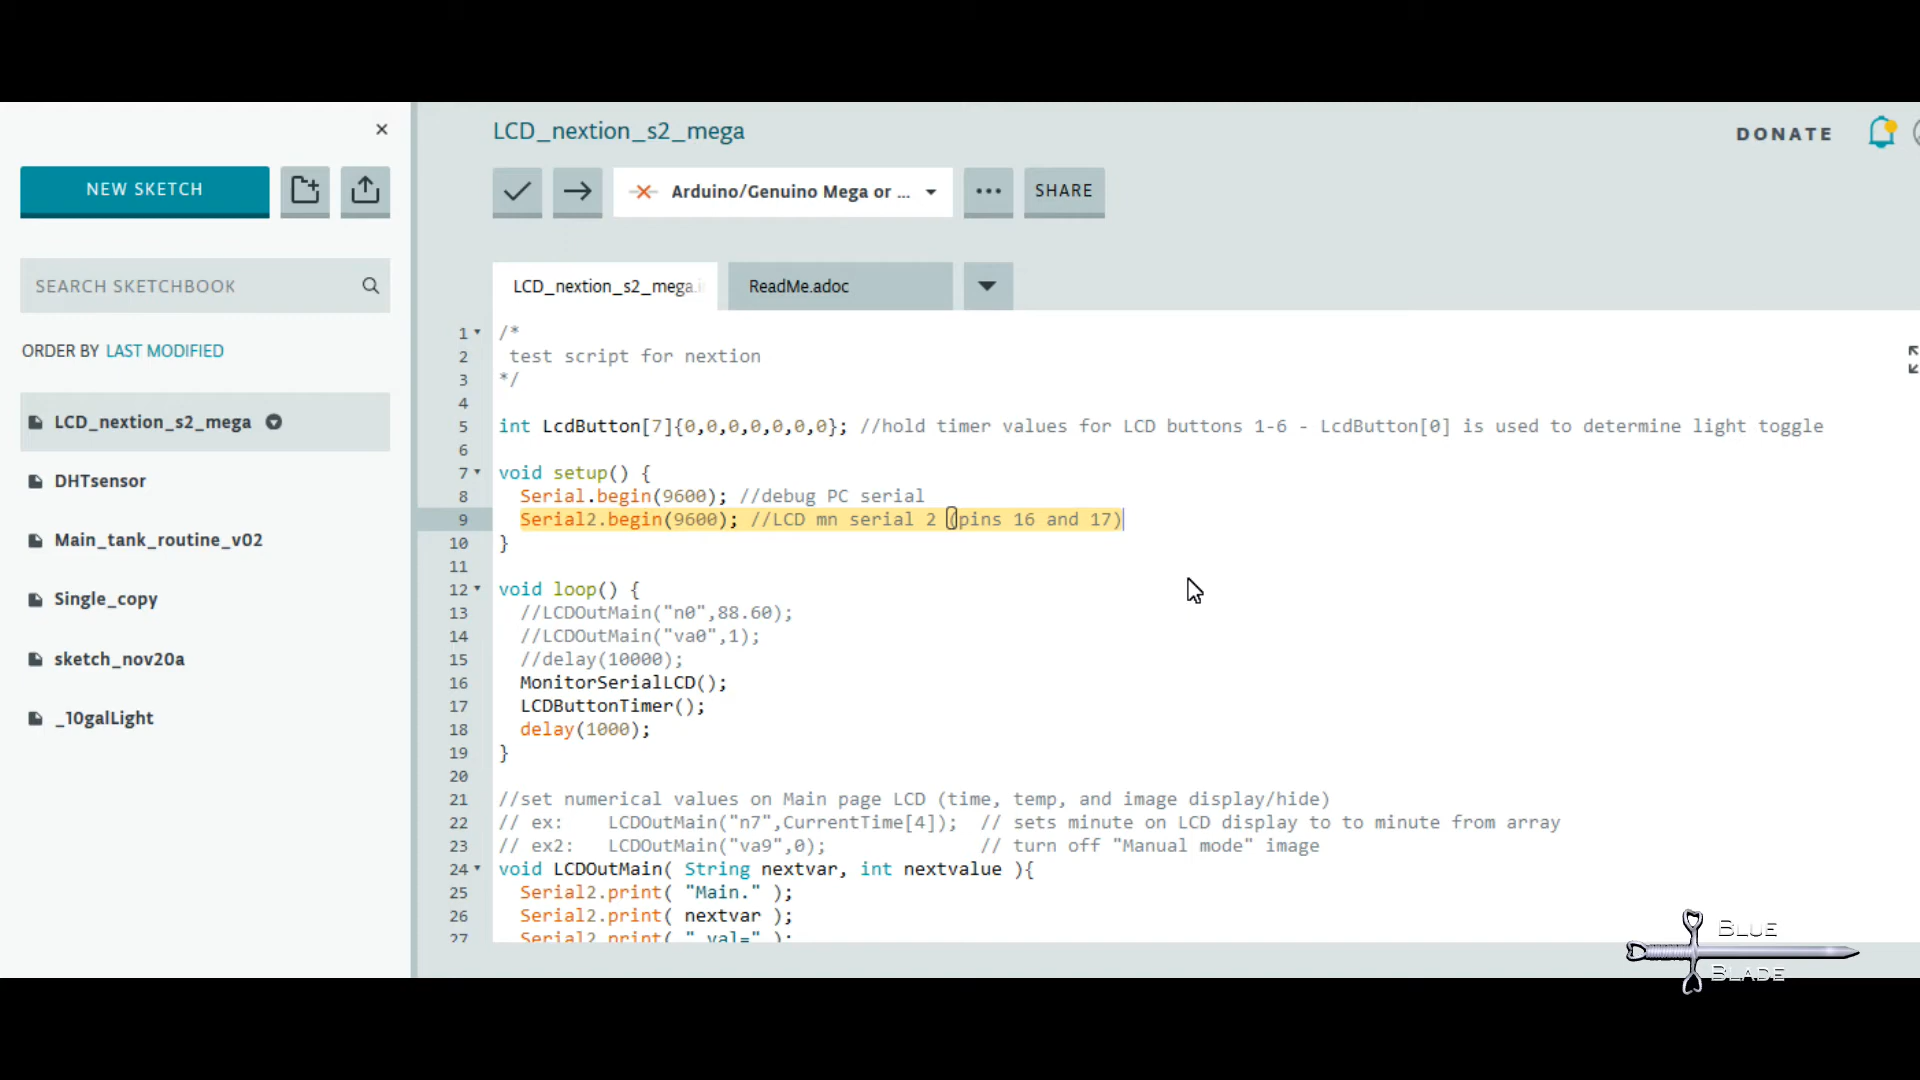 LCD_nextion_s2_mega
DONATE
NEW SKETCH
Arduino/Genuino Mega or ...
SHARE
SEARCH SKETCHBOOK
LCD_nextion_s2_mega.i
ReadMe.adoc
ORDER BY LAST MODIFIED
LCD_nextion_s2_mega
DHTsensor
Main_tank_routine_v02
Single_copy
sketch_nov20a
_10galLight
1 /*
2 test script for nextion
3 */
4
5 int LcdButton[7]{0,0,0,0,0,0,0}; //hold timer values for LCD buttons 1-6 - LcdButton[0] is used to determine light toggle
6
7 void setup() {
8 Serial.begin(9600); //debug PC serial
9 Serial2.begin(9600); //LCD mn serial 2 (pins 16 and 17)
10 }
11
12 void loop() {
13 //LCDOutMain("n0",88.60);
14 //LCDOutMain("va0",1);
15 //delay(10000);
16 MonitorSerialLCD();
17 LCDButtonTimer();
18 delay(1000);
19 }
20
21 //set numerical values on Main page LCD (time, temp, and image display/hide)
22 // ex: LCDOutMain("n7",CurrentTime[4]); // sets minute on LCD display to to minute from array
23 // ex2: LCDOutMain("va9",0); // turn off "Manual mode" image
24 void LCDOutMain( String nextvar, int nextvalue ){
25 Serial2.print( "Main." );
26 Serial2.print( nextvar );
27 Serial2.print( ".val=" );
BLUE
BLADE